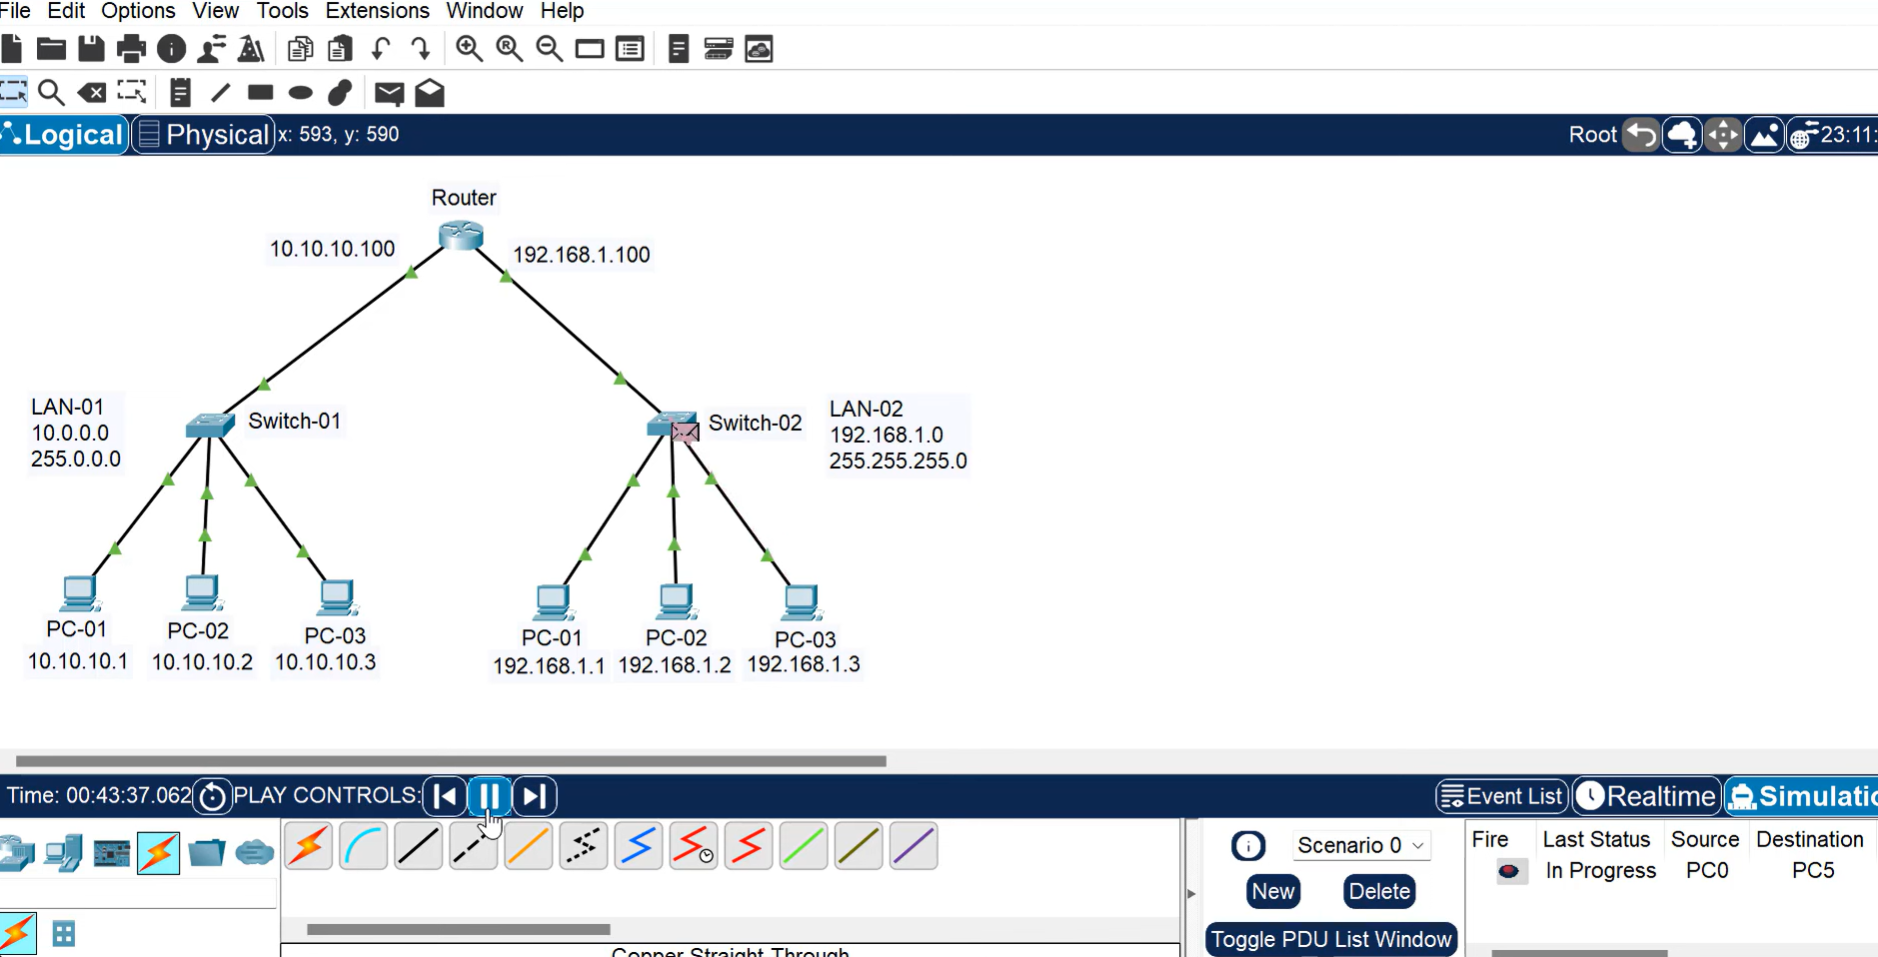 File Edit Options View Tools Extensions Window Help
Logical Physical x: 593, y: 590 Root 23:11:
Router
10.10.10.100 192.168.1.100
LAN-01
10.0.0.0
255.0.0.0
Switch-01
Switch-02
LAN-02
192.168.1.0
255.255.255.0
PC-01 PC-02 PC-03
10.10.10.1 10.10.10.2 10.10.10.3
PC-01 PC-02 PC-03
192.168.1.1 192.168.1.2 192.168.1.3
Time: 00:43:37.062 PLAY CONTROLS: Event List Realtime Simulatio
Scenario 0
New Delete
Toggle PDU List Window
Fire Last Status Source Destination
In Progress PC0 PC5
Copper Straight-Through